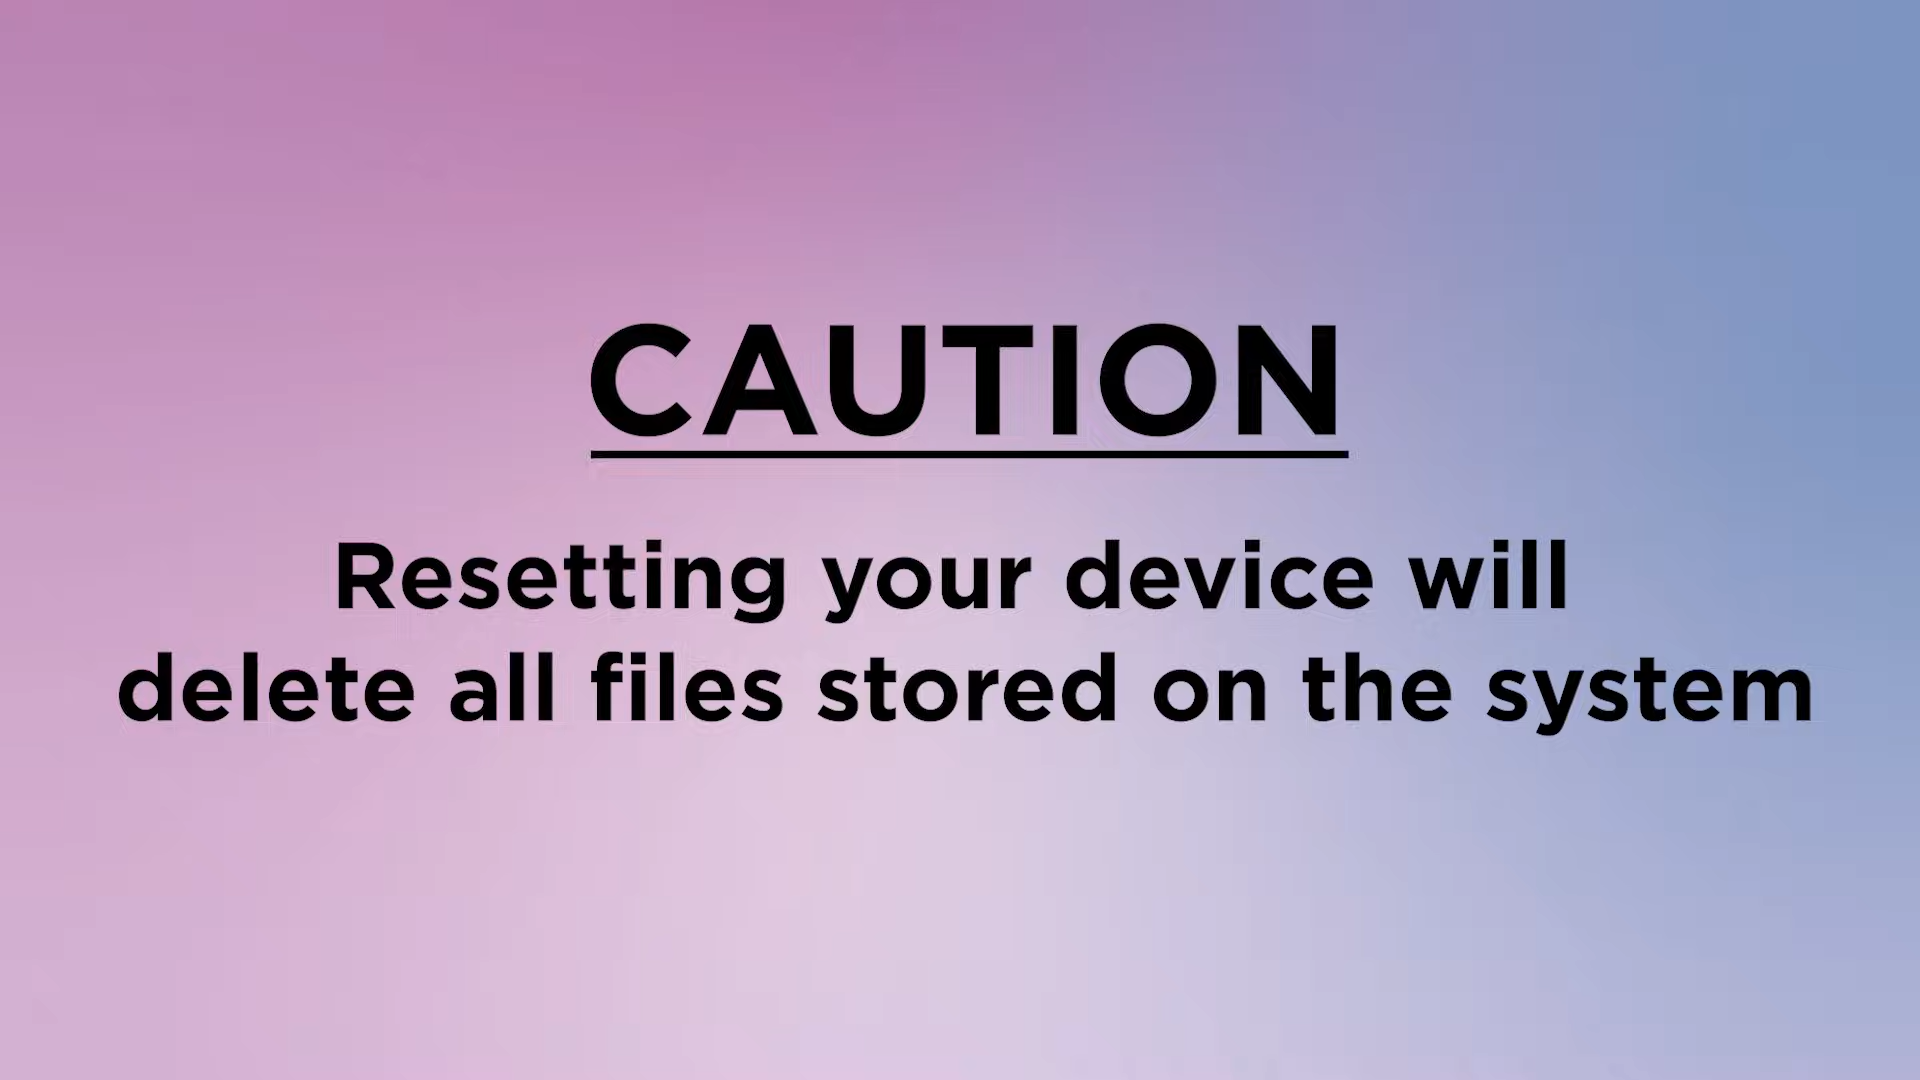 CAUTION
Resetting your device will
delete all files stored on the system